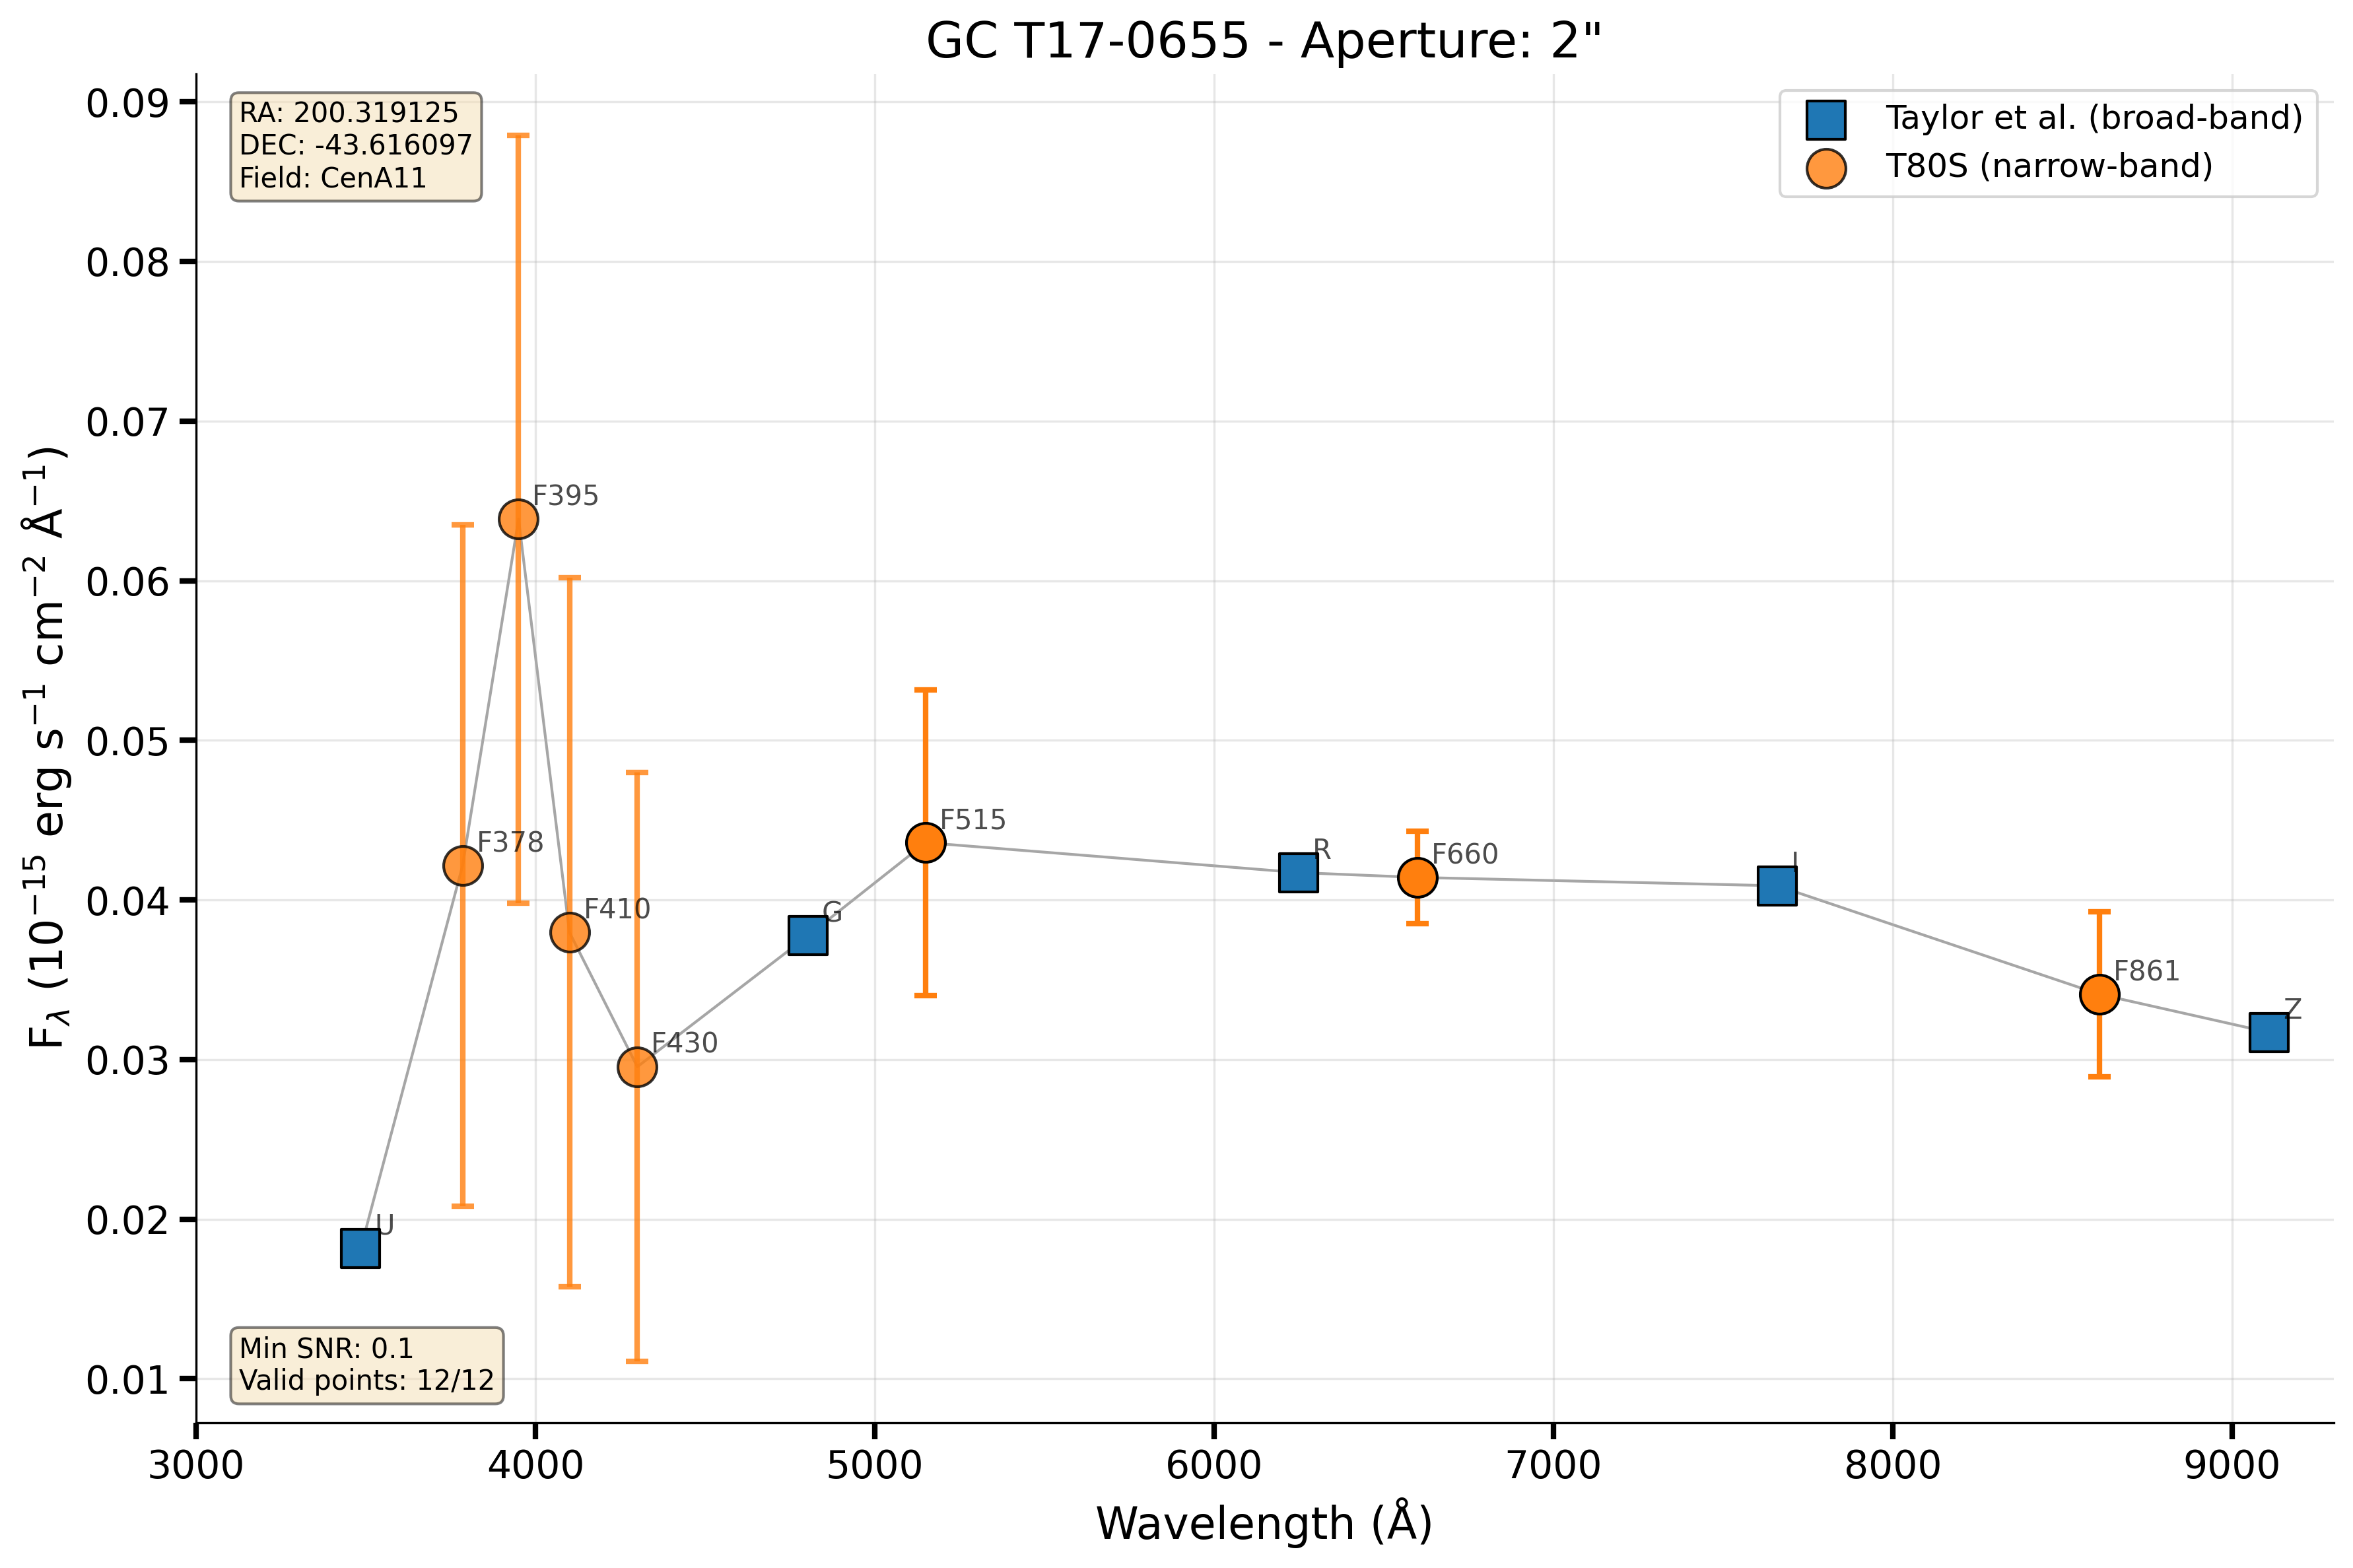 GC T17-0655 - Aperture: 2"
RA: 200.319125
DEC: -43.616097
Field: CenA11
Taylor et al. (broad-band)
T80S (narrow-band)
0.09
0.08
0.07
0.06
0.05
0.04
0.03
0.02
0.01
F_λ (10⁻¹⁵ erg s⁻¹ cm⁻² Å⁻¹)
U
F378
F395
F410
F430
G
F515
R
F660
I
F861
Z
Min SNR: 0.1
Valid points: 12/12
3000 4000 5000 6000 7000 8000 9000
Wavelength (Å)